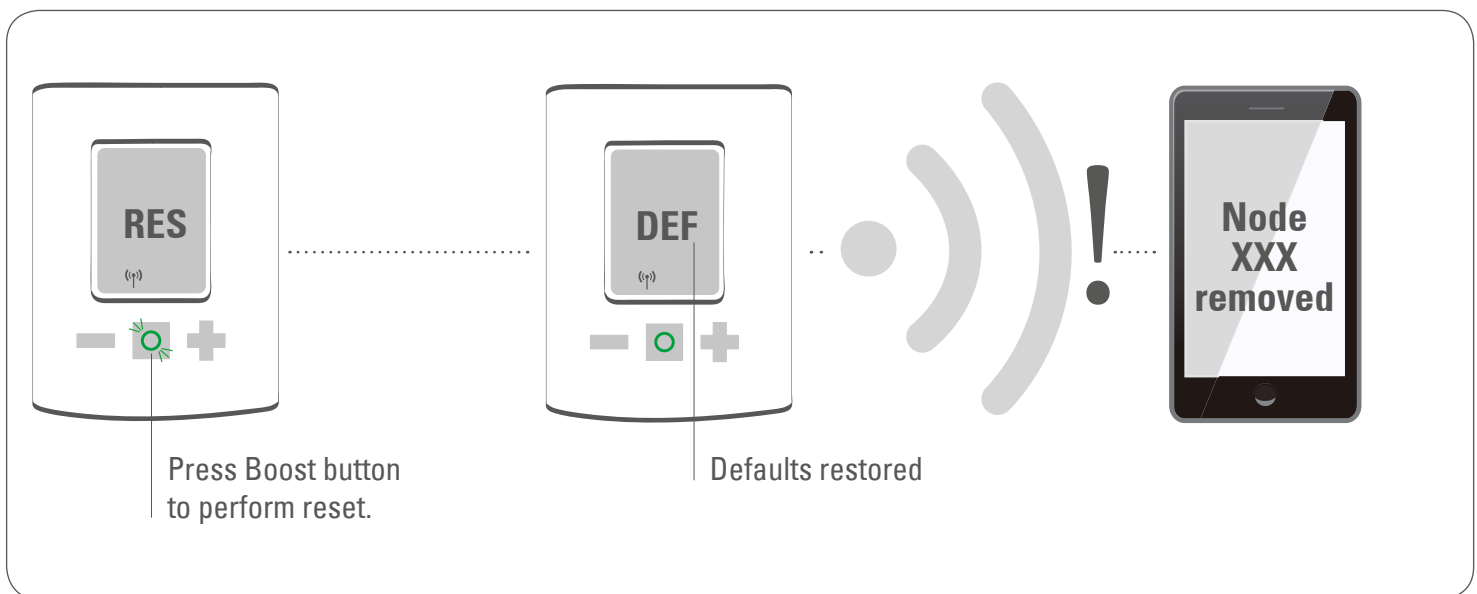 RES
DEF
!
Node
XXX
removed
Press Boost button
to perform reset.
Defaults restored